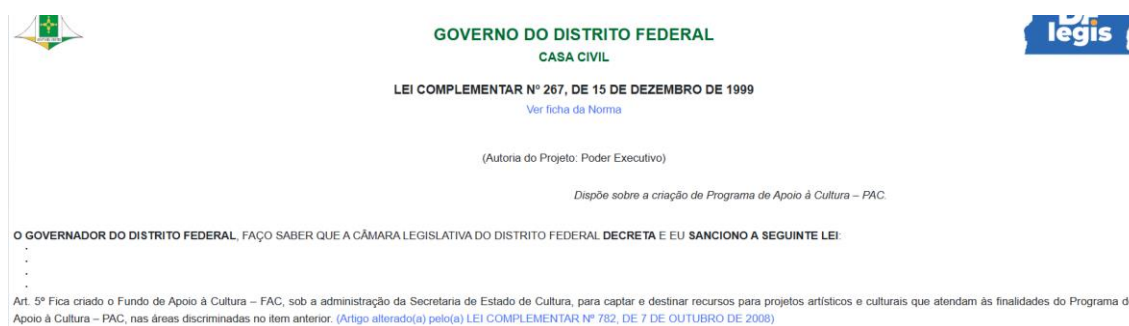 legis
GOVERNO DO DISTRITO FEDERAL
CASA CIVIL
LEI COMPLEMENTAR Nº 267, DE 15 DE DEZEMBRO DE 1999
Ver ficha da Norma
(Autoria do Projeto: Poder Executivo)
Dispõe sobre a criação de Programa de Apoio à Cultura – PAC.
O GOVERNADOR DO DISTRITO FEDERAL, FAÇO SABER QUE A CÂMARA LEGISLATIVA DO DISTRITO FEDERAL DECRETA E EU SANCIONO A SEGUINTE LEI:
.
.
.
.
Art. 5º Fica criado o Fundo de Apoio à Cultura – FAC, sob a administração da Secretaria de Estado de Cultura, para captar e destinar recursos para projetos artísticos e culturais que atendam às finalidades do Programa d
Apoio à Cultura – PAC, nas áreas discriminadas no item anterior. (Artigo alterado(a) pelo(a) LEI COMPLEMENTAR Nº 782, DE 7 DE OUTUBRO DE 2008)